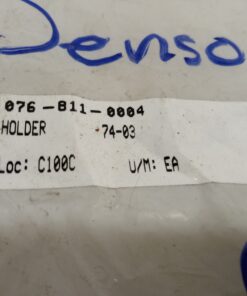 Denso
076-811-0004
HOLDER 74-03
Loc: C100C U/M: EA